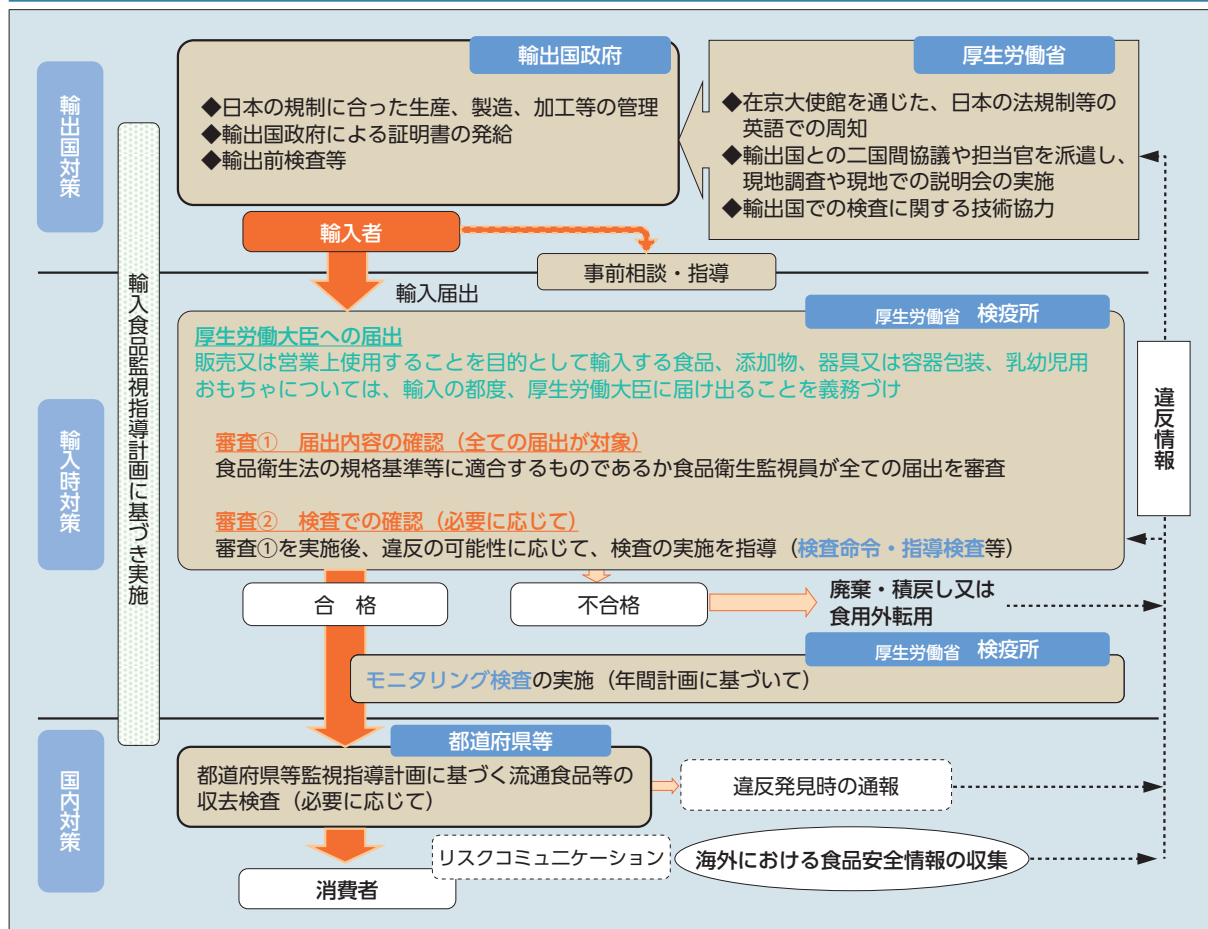 輸出国対策
輸入食品監視指導計画に基づき実施
輸出国政府
◆日本の規制に合った生産、製造、加工等の管理
◆輸出国政府による証明書の発給
◆輸出前検査等
厚生労働省
◆在京大使館を通じた、日本の法規制等の
英語での周知
◆輸出国との二国間協議や担当官を派遣し、
現地調査や現地での説明会の実施
◆輸出国での検査に関する技術協力
輸入者
事前相談・指導
輸入届出
輸入時対策
厚生労働省 検疫所
厚生労働大臣への届出
販売又は営業上使用することを目的として輸入する食品、添加物、器具又は容器包装、乳幼児用
おもちゃについては、輸入の都度、厚生労働大臣に届け出ることを義務づけ
審査① 届出内容の確認（全ての届出が対象）
食品衛生法の規格基準等に適合するものであるか食品衛生監視員が全ての届出を審査
審査② 検査での確認（必要に応じて）
審査①を実施後、違反の可能性に応じて、検査の実施を指導（検査命令・指導検査等）
違反情報
合 格
不合格
廃棄・積戻し又は
食用外転用
厚生労働省 検疫所
モニタリング検査の実施（年間計画に基づいて）
国内対策
都道府県等
都道府県等監視指導計画に基づく流通食品等の
収去検査（必要に応じて）
違反発見時の通報
リスクコミュニケーション
海外における食品安全情報の収集
消費者